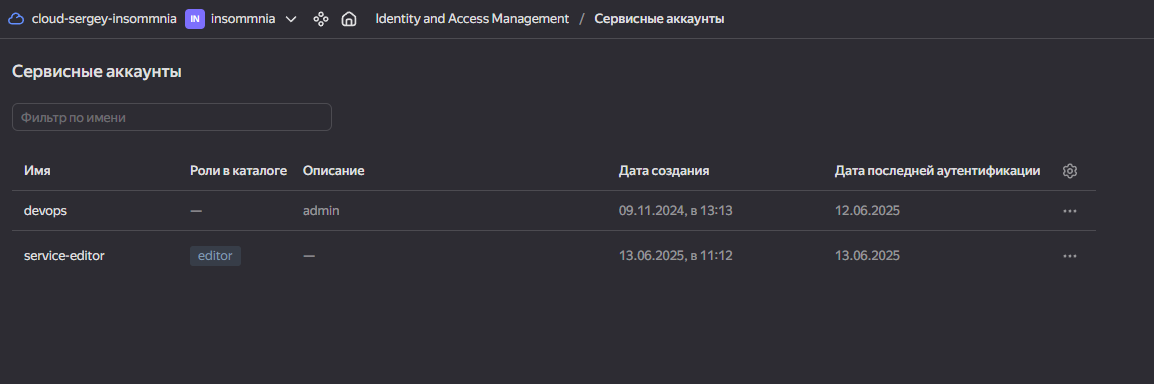 cloud-sergey-insommnia IN insommnia Identity and Access Management / Сервисные аккаунты
Сервисные аккаунты
Фильтр по имени
Имя Роли в каталоге Описание Дата создания Дата последней аутентификации
devops — admin 09.11.2024, в 13:13 12.06.2025 ···
service-editor editor — 13.06.2025, в 11:12 13.06.2025 ···